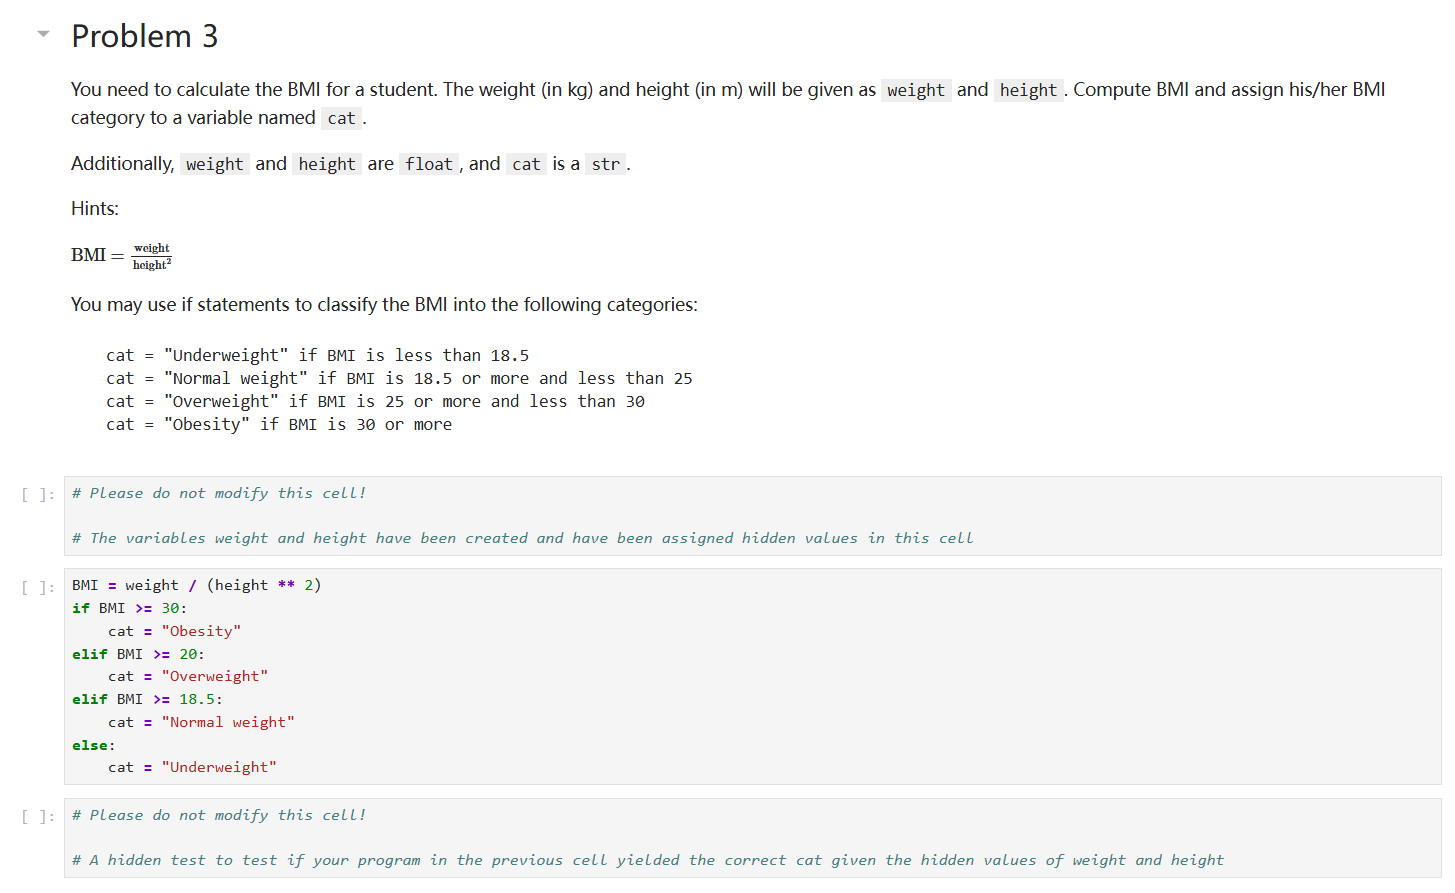 Problem 3
You need to calculate the BMI for a student. The weight (in kg) and height (in m) will be given as weight and height . Compute BMI and assign his/her BMI
category to a variable named cat .
Additionally, weight and height are float , and cat is a str .
Hints:
BMI = weight / height²
You may use if statements to classify the BMI into the following categories:
cat = "Underweight" if BMI is less than 18.5
cat = "Normal weight" if BMI is 18.5 or more and less than 25
cat = "Overweight" if BMI is 25 or more and less than 30
cat = "Obesity" if BMI is 30 or more
[ ]: # Please do not modify this cell!
# The variables weight and height have been created and have been assigned hidden values in this cell
[ ]: BMI = weight / (height ** 2)
if BMI >= 30:
    cat = "Obesity"
elif BMI >= 20:
    cat = "Overweight"
elif BMI >= 18.5:
    cat = "Normal weight"
else:
    cat = "Underweight"
[ ]: # Please do not modify this cell!
# A hidden test to test if your program in the previous cell yielded the correct cat given the hidden values of weight and height